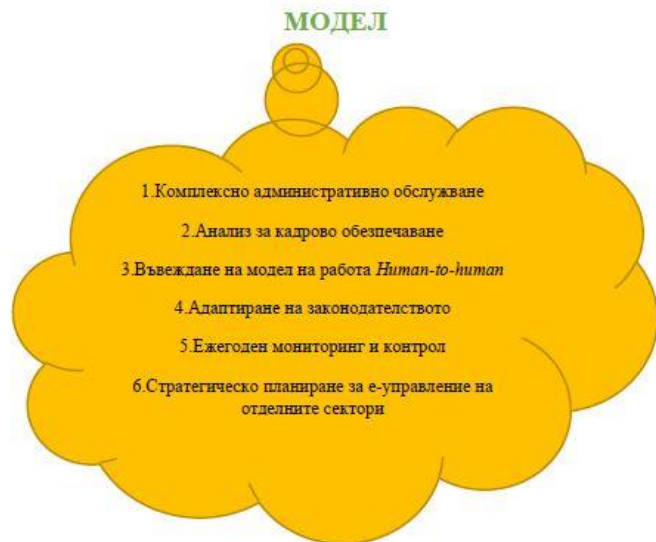 МОДЕЛ
1.Комплексно административно обслужване
2.Анализ за кадрово обезпечаване
3.Въвеждане на модел на работа Human-to-human
4.Адаптиране на законодателството
5.Ежегоден мониторинг и контрол
6.Стратегическо планиране за е-управление на
отделните сектори